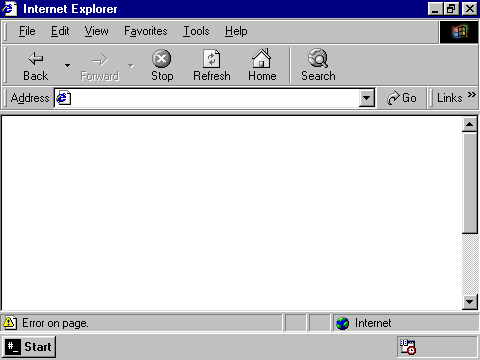 Internet Explorer
File Edit View Favorites Tools Help
Back Forward Stop Refresh Home Search
Address Go Links »
Error on page. Internet
#_ Start